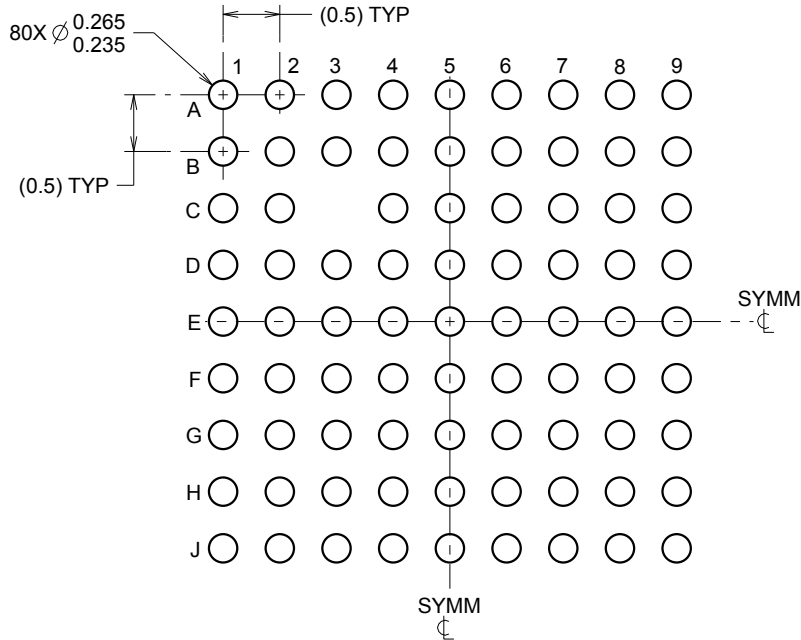 (0.5) TYP
80X ⌀ 0.265
0.235
1 2 3 4 5 6 7 8 9
A
B
(0.5) TYP
C
D
E
SYMM
℄
F
G
H
J
SYMM
℄